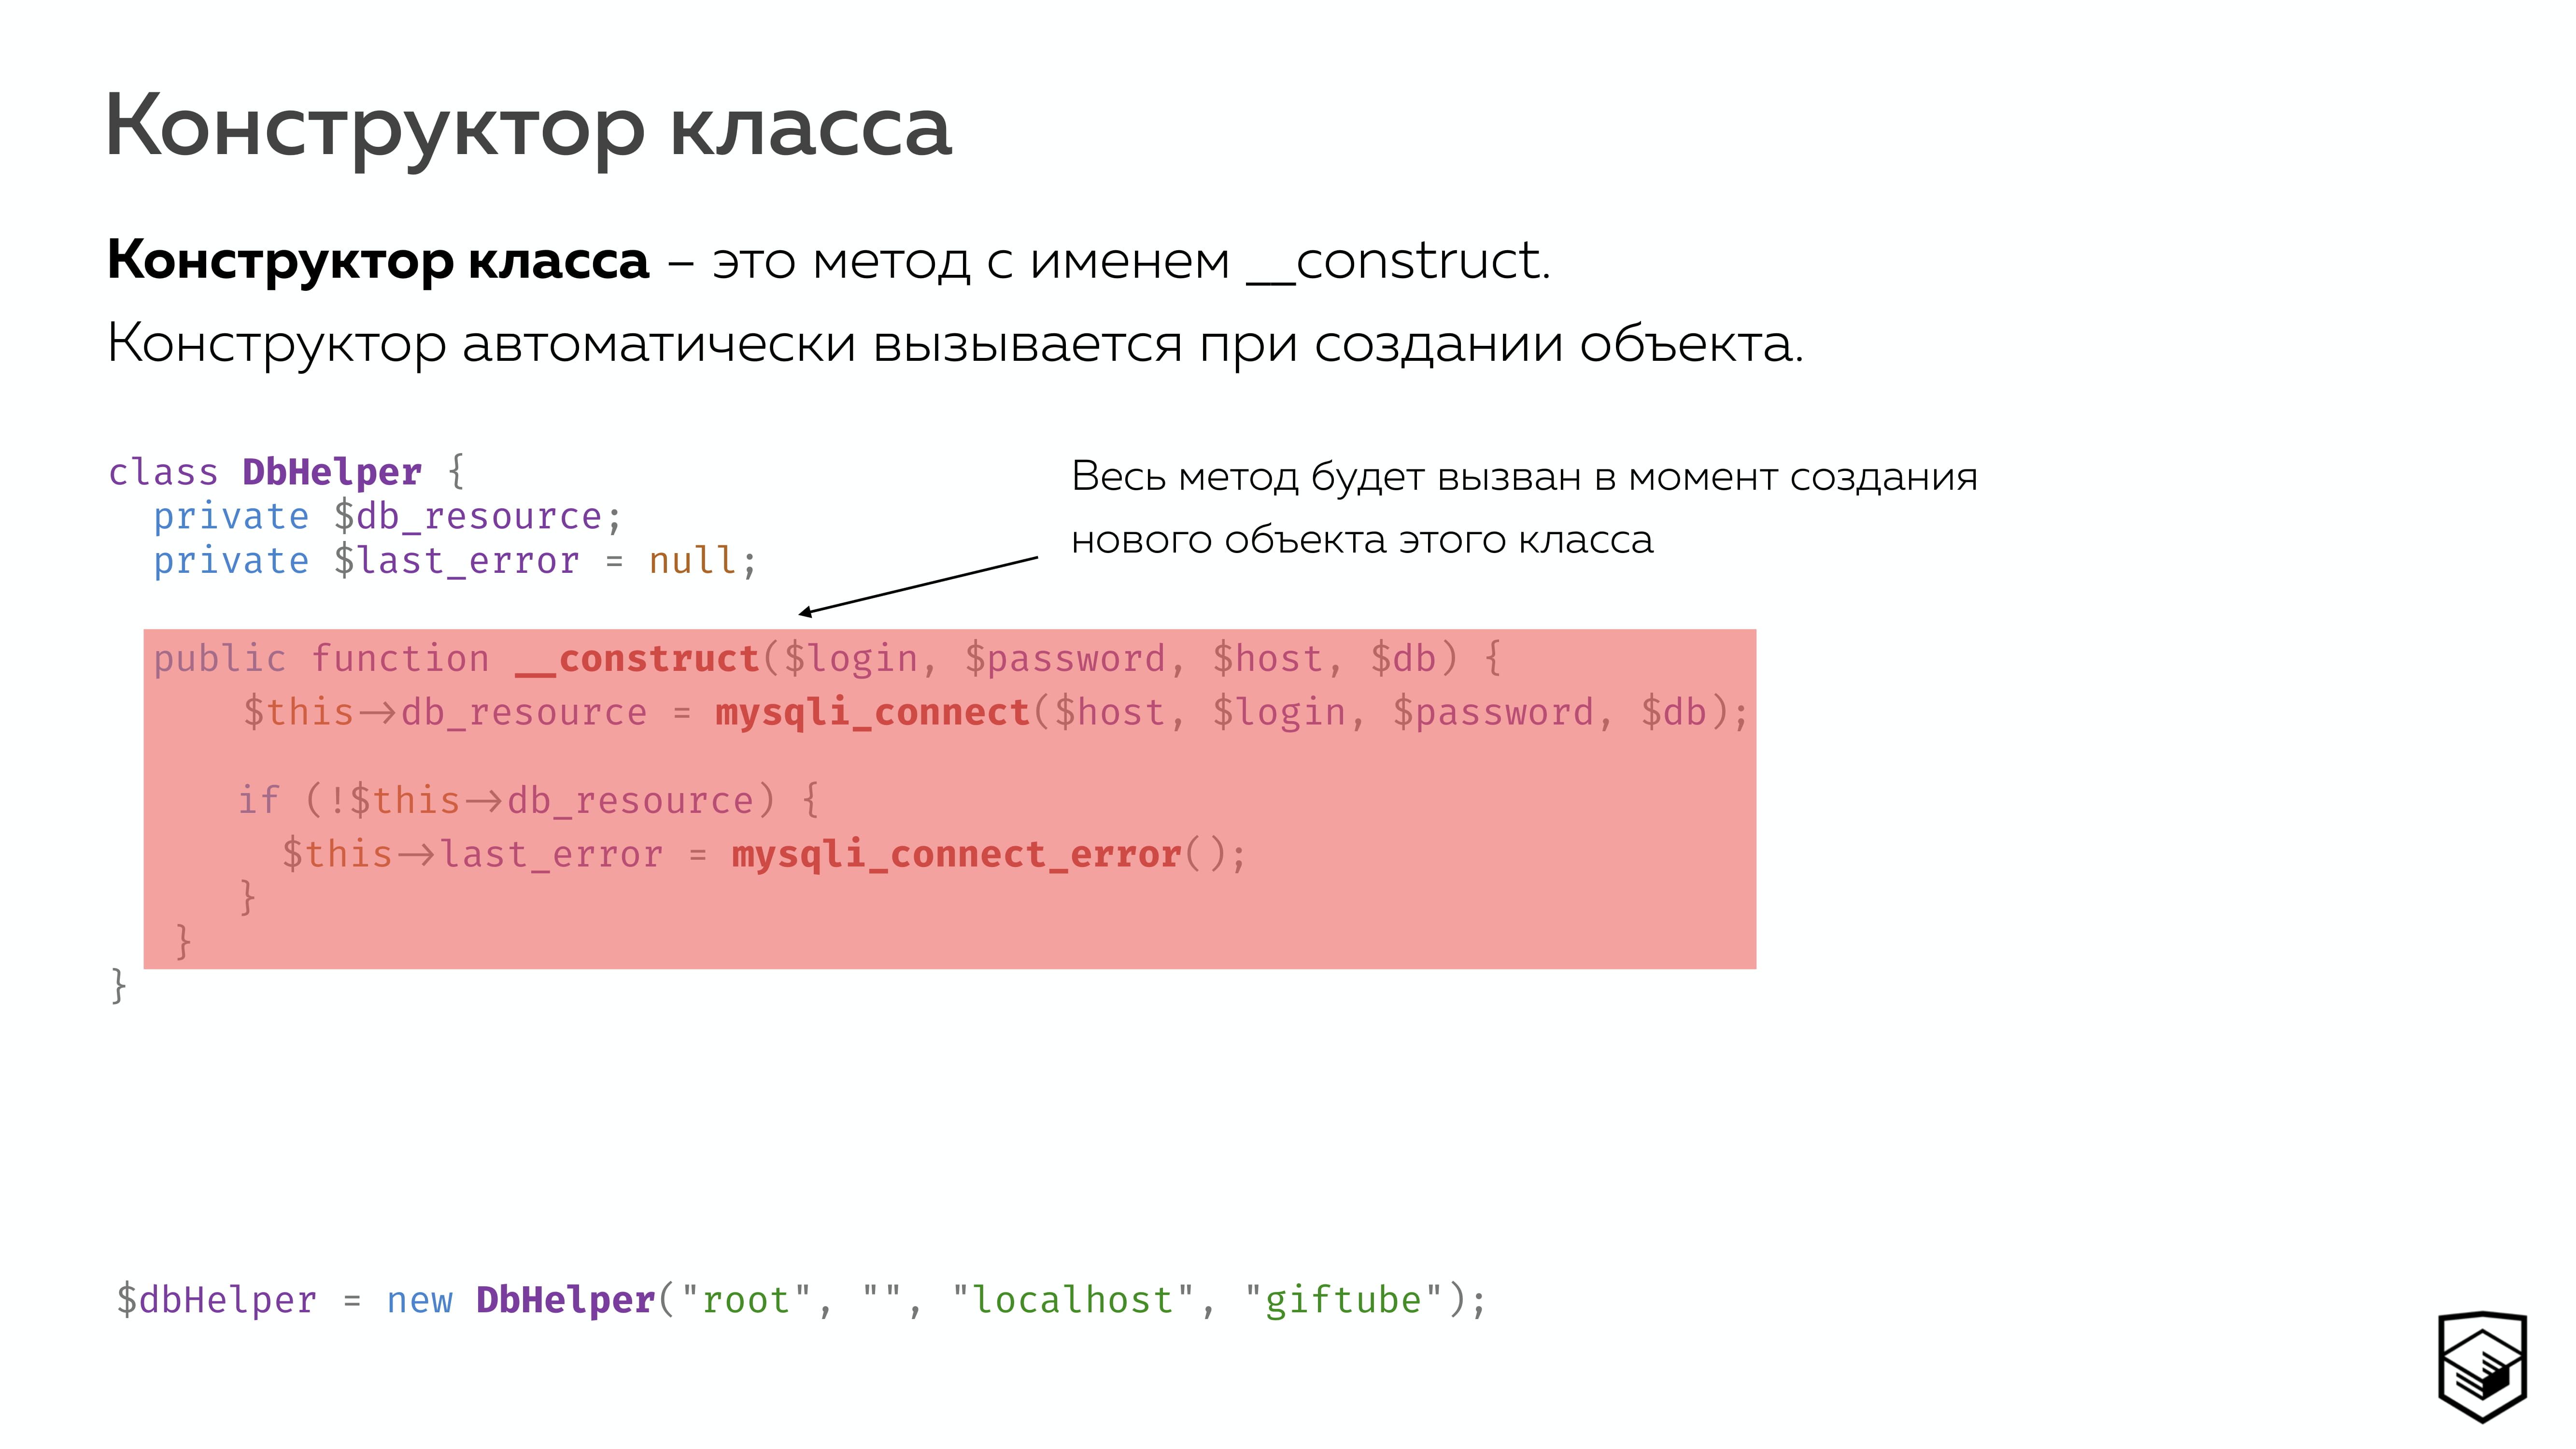 Конструктор класса
Конструктор класса – это метод с именем __construct.
Конструктор автоматически вызывается при создании объекта.
class DbHelper {
private $db_resource;
private $last_error = null;
Весь метод будет вызван в момент создания
нового объекта этого класса
public function __construct($login, $password, $host, $db) {
$this->db_resource = mysqli_connect($host, $login, $password, $db);
if (!$this->db_resource) {
$this->last_error = mysqli_connect_error();
}
}
}
$dbHelper = new DbHelper("root", "", "localhost", "giftube");